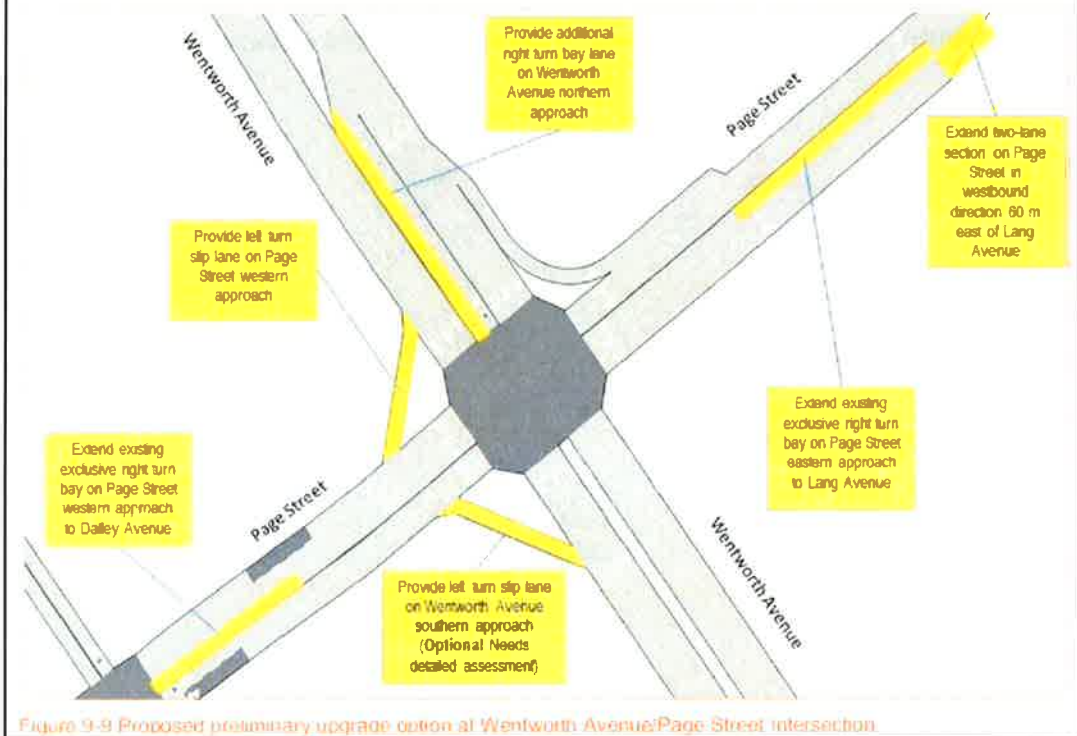 Wentworth Avenue
Provide additional
right turn bay lane
on Wentworth
Avenue northern
approach
Page Street
Extend two-lane
section on Page
Street in
westbound
direction 60 m
east of Lang
Avenue
Provide left turn
slip lane on Page
Street western
approach
Extend existing
exclusive right turn
bay on Page Street
eastern approach
to Lang Avenue
Extend existing
exclusive right turn
bay on Page Street
western approach
to Dalley Avenue
Page Street
Provide left turn slip lane
on Wentworth Avenue
southern approach
(Optional Needs
detailed assessment)
Wentworth Avenue
Figure 9-9 Proposed preliminary upgrade option at Wentworth Avenue/Page Street intersection